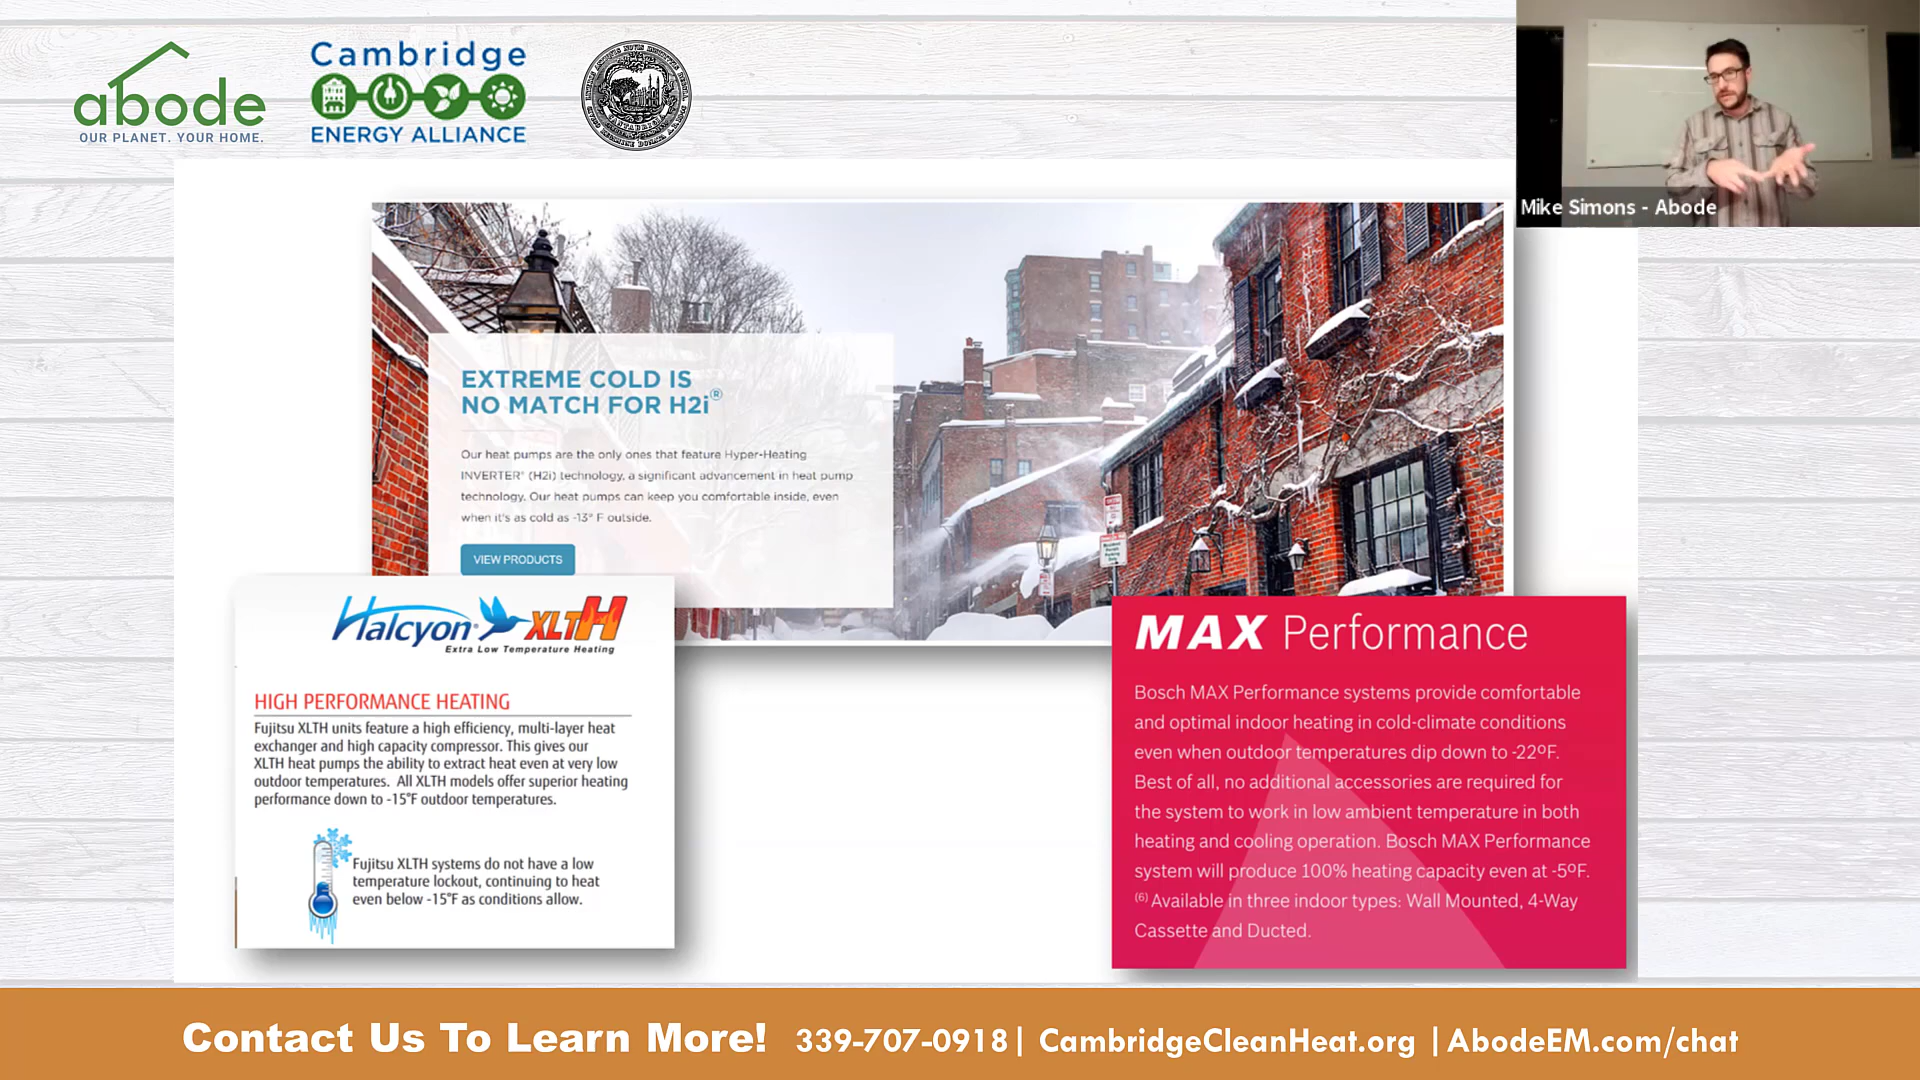 abode
OUR PLANET. YOUR HOME.
Cambridge
ENERGY ALLIANCE
Mike Simons - Abode
EXTREME COLD IS
NO MATCH FOR H2i®
Our heat pumps are the only ones that feature Hyper-Heating
INVERTER® (H2i) technology, a significant advancement in heat pump
technology. Our heat pumps can keep you comfortable inside, even
when it's as cold as -13° F outside.
VIEW PRODUCTS
Halcyon® XLTH
Extra Low Temperature Heating
HIGH PERFORMANCE HEATING
Fujitsu XLTH units feature a high efficiency, multi-layer heat
exchanger and high capacity compressor. This gives our
XLTH heat pumps the ability to extract heat even at very low
outdoor temperatures. All XLTH models offer superior heating
performance down to -15°F outdoor temperatures.
Fujitsu XLTH systems do not have a low
temperature lockout, continuing to heat
even below -15°F as conditions allow.
MAX Performance
Bosch MAX Performance systems provide comfortable
and optimal indoor heating in cold-climate conditions
even when outdoor temperatures dip down to -22ºF.
Best of all, no additional accessories are required for
the system to work in low ambient temperature in both
heating and cooling operation. Bosch MAX Performance
system will produce 100% heating capacity even at -5ºF.
(6) Available in three indoor types: Wall Mounted, 4-Way
Cassette and Ducted.
Contact Us To Learn More! 339-707-0918| CambridgeCleanHeat.org |AbodeEM.com/chat